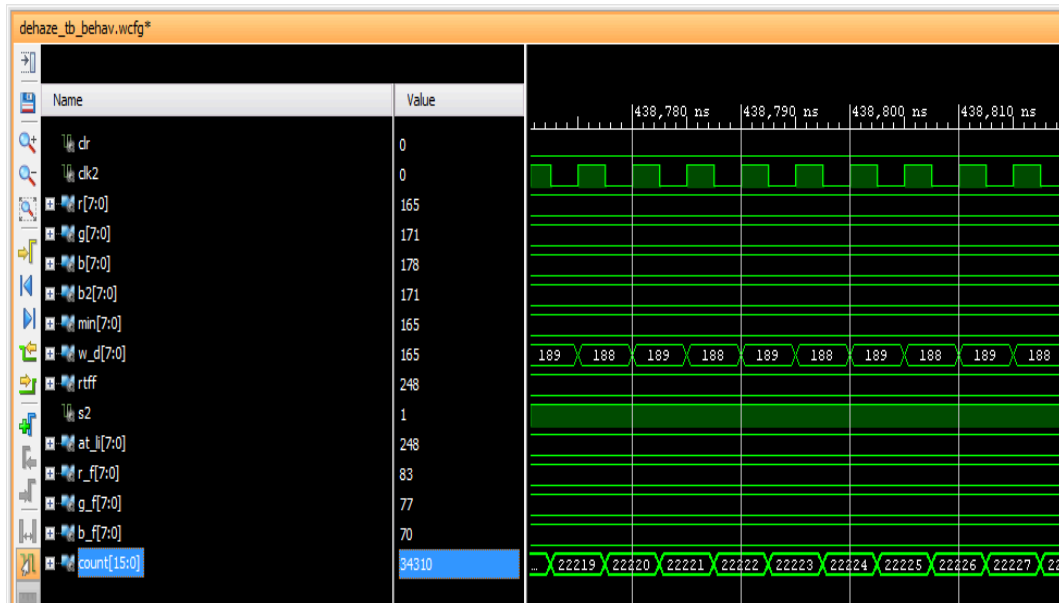 dehaze_tb_behav.wcfg*
Name Value
438,780 ns 438,790 ns 438,800 ns 438,810 ns
clr 0
clk2 0
r[7:0] 165
g[7:0] 171
b[7:0] 178
b2[7:0] 171
min[7:0] 165
w_d[7:0] 165 189 188 189 188 189 188 189 188 189 188
rtff 248
s2 1
at_li[7:0] 248
r_f[7:0] 83
g_f[7:0] 77
b_f[7:0] 70
count[15:0] 34310 ... 22219 22220 22221 22222 22223 22224 22225 22226 22227 22